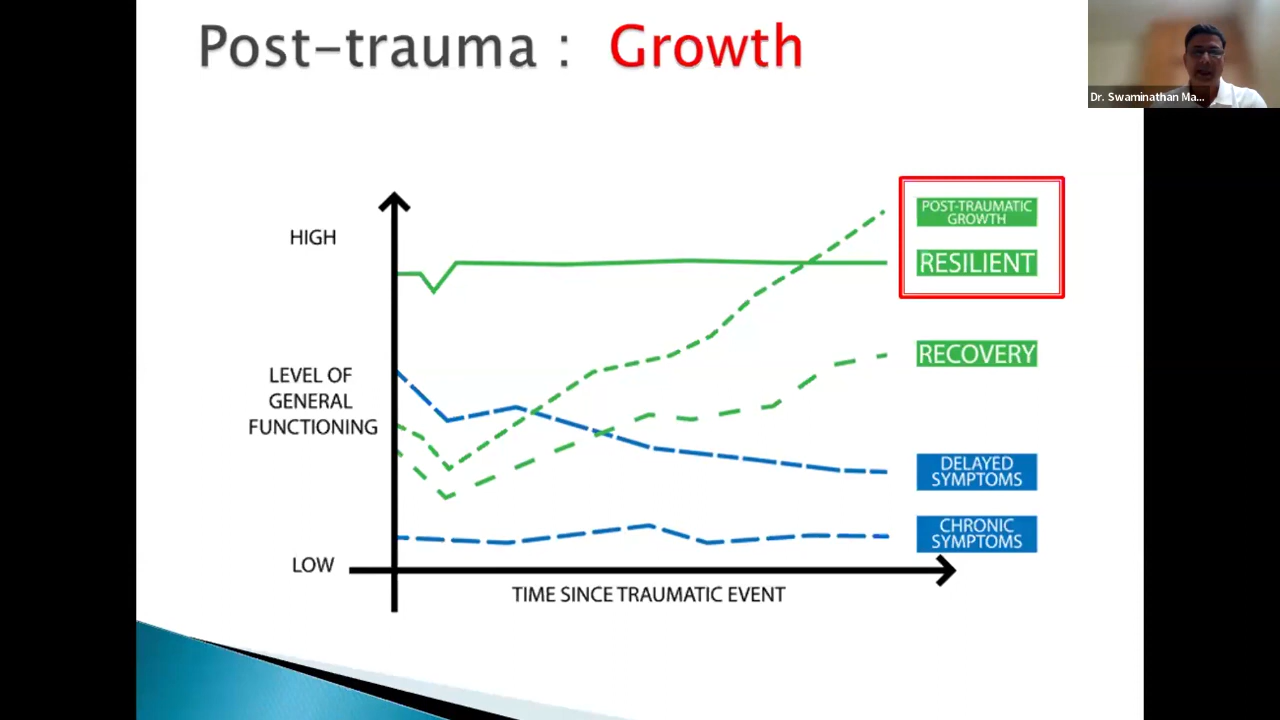 Post-trauma : Growth
Dr. Swaminathan Ma...
HIGH
LEVEL OF
GENERAL
FUNCTIONING
LOW
POST-TRAUMATIC
GROWTH
RESILIENT
RECOVERY
DELAYED
SYMPTOMS
CHRONIC
SYMPTOMS
TIME SINCE TRAUMATIC EVENT